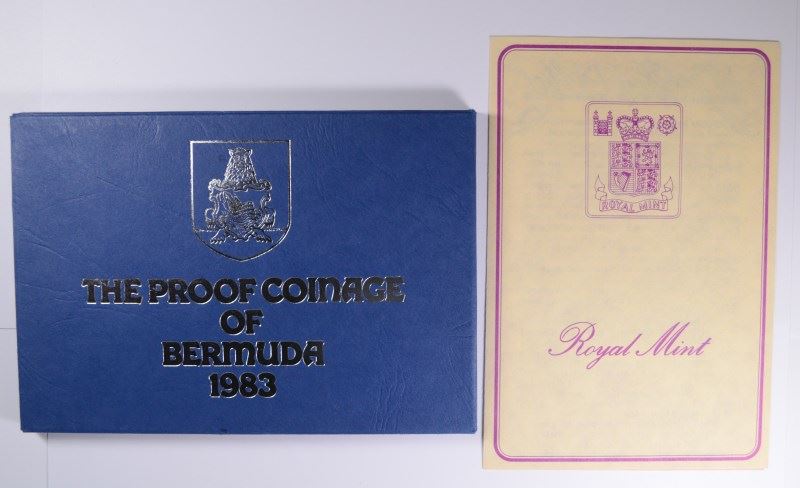 THE PROOF COINAGE
OF
BERMUDA
1983
ROYAL MINT
Royal Mint